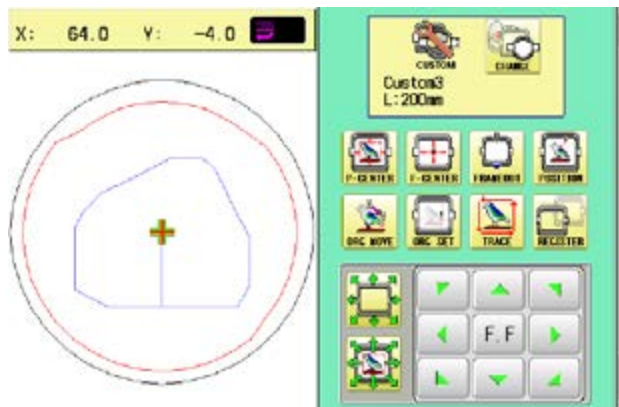 X: 64.0 Y: -4.0
CUSTOM
CHANGE
Custom3
L:200mm
P-CENTER
F-CENTER
FRAMEOUT
POSITION
ORG MOVE
ORG SET
TRACE
REGISTER
F.F